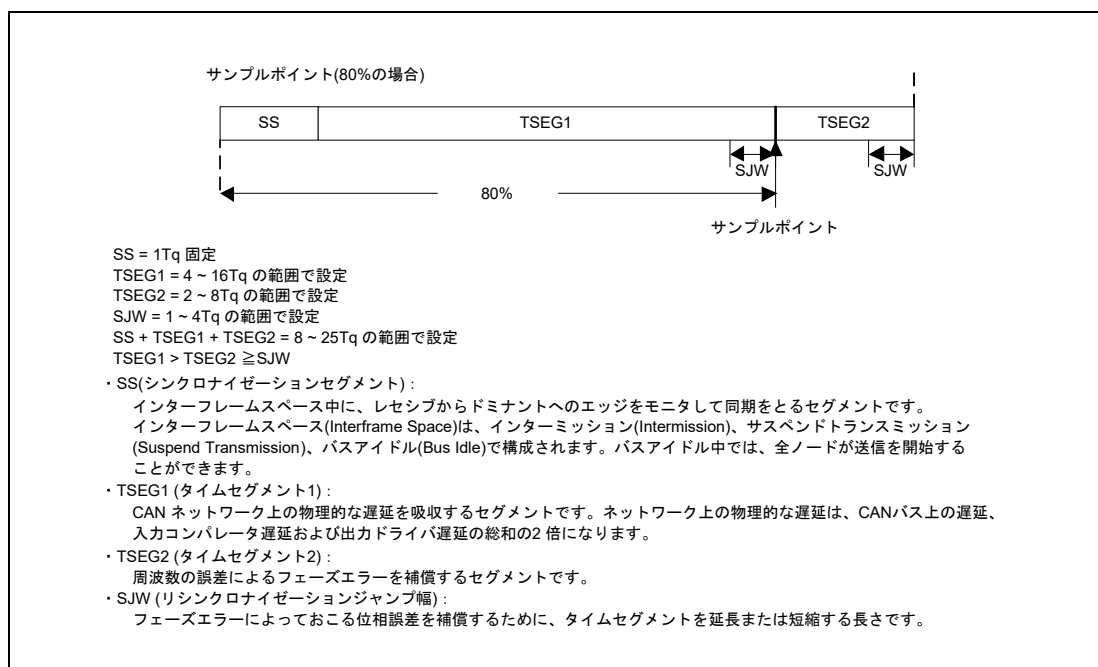 サンプルポイント(80%の場合)
SS
TSEG1
TSEG2
SJW
SJW
80%
サンプルポイント
SS = 1Tq 固定
TSEG1 = 4 ~ 16Tq の範囲で設定
TSEG2 = 2 ~ 8Tq の範囲で設定
SJW = 1 ~ 4Tq の範囲で設定
SS + TSEG1 + TSEG2 = 8 ~ 25Tq の範囲で設定
TSEG1 > TSEG2 ≧SJW
・SS(シンクロナイゼーションセグメント) :
インターフレームスペース中に、レセシブからドミナントへのエッジをモニタして同期をとるセグメントです。
インターフレームスペース(Interframe Space)は、インターミッション(Intermission)、サスペンドトランスミッション
(Suspend Transmission)、バスアイドル(Bus Idle)で構成されます。バスアイドル中では、全ノードが送信を開始する
ことができます。
・TSEG1 (タイムセグメント1) :
CAN ネットワーク上の物理的な遅延を吸収するセグメントです。ネットワーク上の物理的な遅延は、CANバス上の遅延、
入力コンパレータ遅延および出力ドライバ遅延の総和の2 倍になります。
・TSEG2 (タイムセグメント2) :
周波数の誤差によるフェーズエラーを補償するセグメントです。
・SJW (リシンクロナイゼーションジャンプ幅) :
フェーズエラーによっておこる位相誤差を補償するために、タイムセグメントを延長または短縮する長さです。